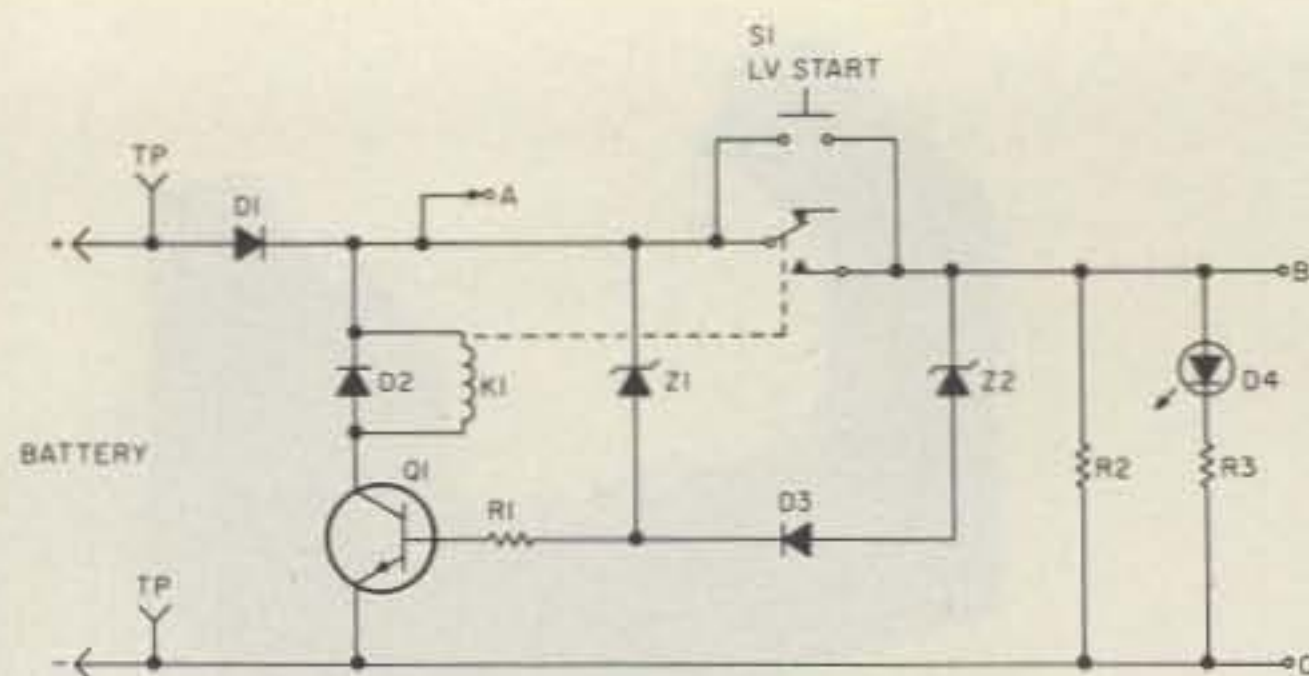 S1
LV START
TP
D1
A
+
B
D2
K1
Z1
Z2
D4
BATTERY
Q1
R1
D3
R2
R3
TP
-